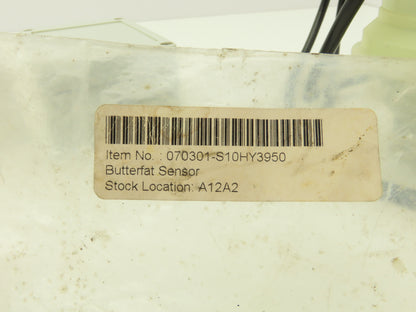 Item No. : 070301-S10HY3950
Butterfat Sensor
Stock Location: A12A2